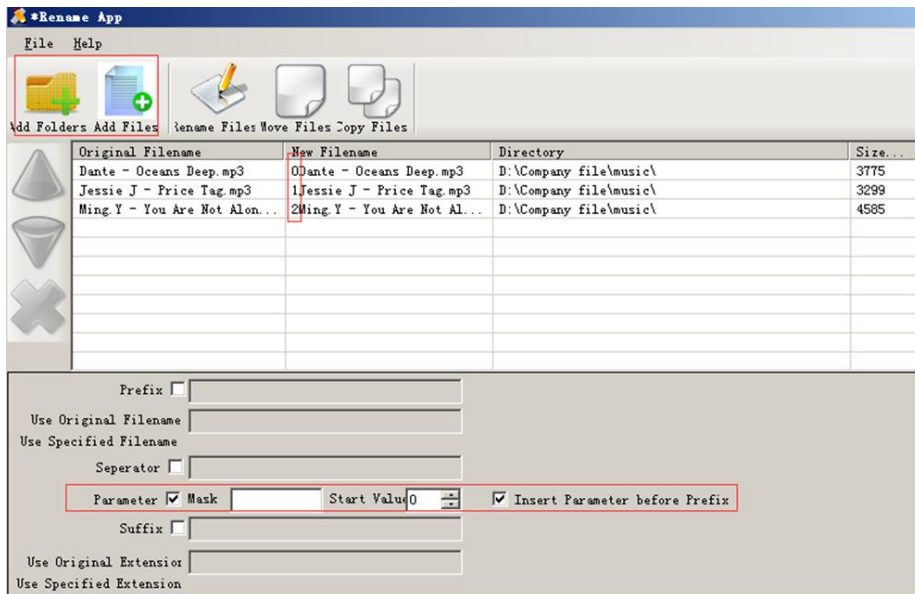 *Rename App
File Help
Add Folders Add Files Rename Files Move Files Copy Files
Original Filename New Filename Directory Size...
Dante - Oceans Deep.mp3 0Dante - Oceans Deep.mp3 D:\Company file\music\ 3775
Jessie J - Price Tag.mp3 1Jessie J - Price Tag.mp3 D:\Company file\music\ 3299
Ming.Y - You Are Not Alon... 2Ming.Y - You Are Not Al... D:\Company file\music\ 4585
Prefix
Use Original Filename
Use Specified Filename
Seperator
Parameter Mask Start Value 0 Insert Parameter before Prefix
Suffix
Use Original Extension
Use Specified Extension